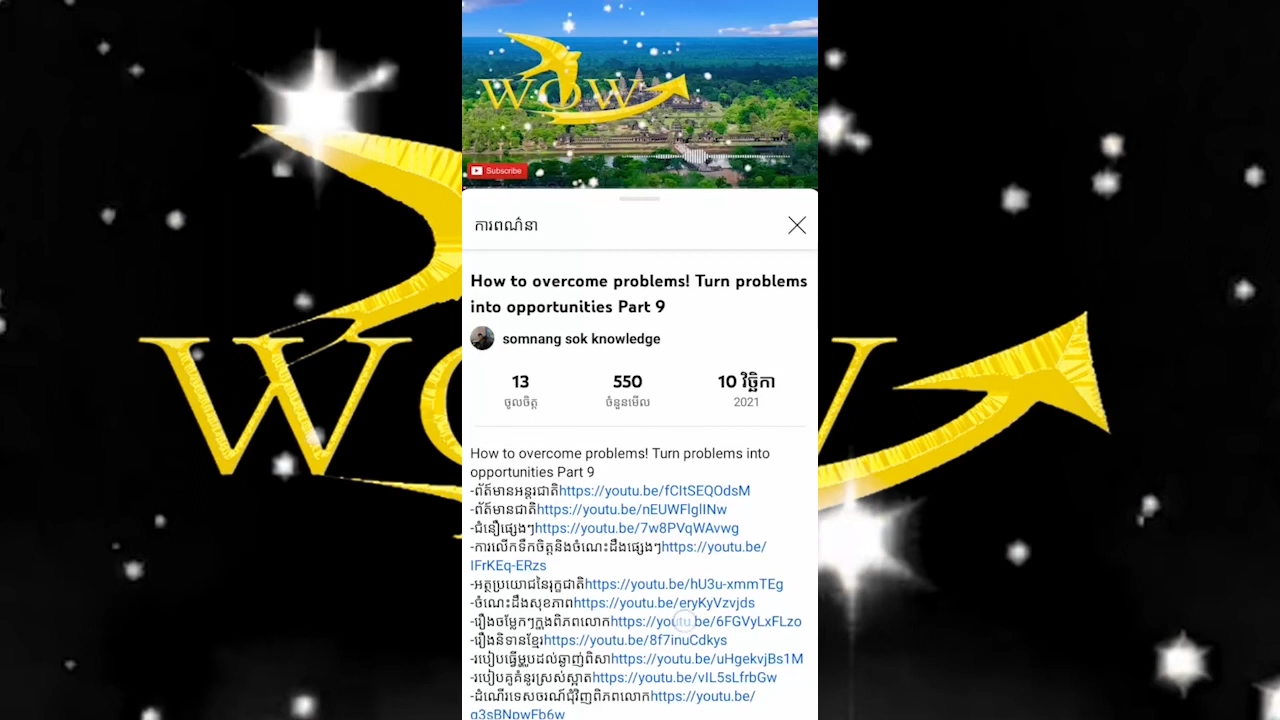 WOW
Subscribe
ការពណ៌នា
How to overcome problems! Turn problems
into opportunities Part 9
somnang sok knowledge
13 550 10 វិច្ឆិកា
ចូលចិត្ត ចំនួនមើល 2021
How to overcome problems! Turn problems into
opportunities Part 9
-ព័ត៍មានអន្តរជាតិhttps://youtu.be/fCItSEQOdsM
-ព័ត៍មានជាតិhttps://youtu.be/nEUWFlglINw
-ជំនឿផ្សេងៗhttps://youtu.be/7w8PVqWAvwg
-ការលើកទឹកចិត្តនិងចំណេះដឹងផ្សេងៗhttps://youtu.be/
IFrKEq-ERzs
-អត្ថប្រយោជនៃរុក្ខជាតិhttps://youtu.be/hU3u-xmmTEg
-ចំណេះដឹងសុខភាពhttps://youtu.be/eryKyVzvjds
-រឿងចម្លែកៗក្នុងពិភពលោកhttps://youtu.be/6FGVyLxFLzo
-រឿងនិទានខ្មែរhttps://youtu.be/8f7inuCdkys
-របៀបធ្វើម្ហូបដល់ឆ្ងាញ់ពិសាhttps://youtu.be/uHgekvjBs1M
-របៀបគូគំនូរស្រស់ស្អាតhttps://youtu.be/vIL5sLfrbGw
-ដំណើរទេសចរណ៍ជុំវិញពិភពលោកhttps://youtu.be/
g3sBNpwFb6w